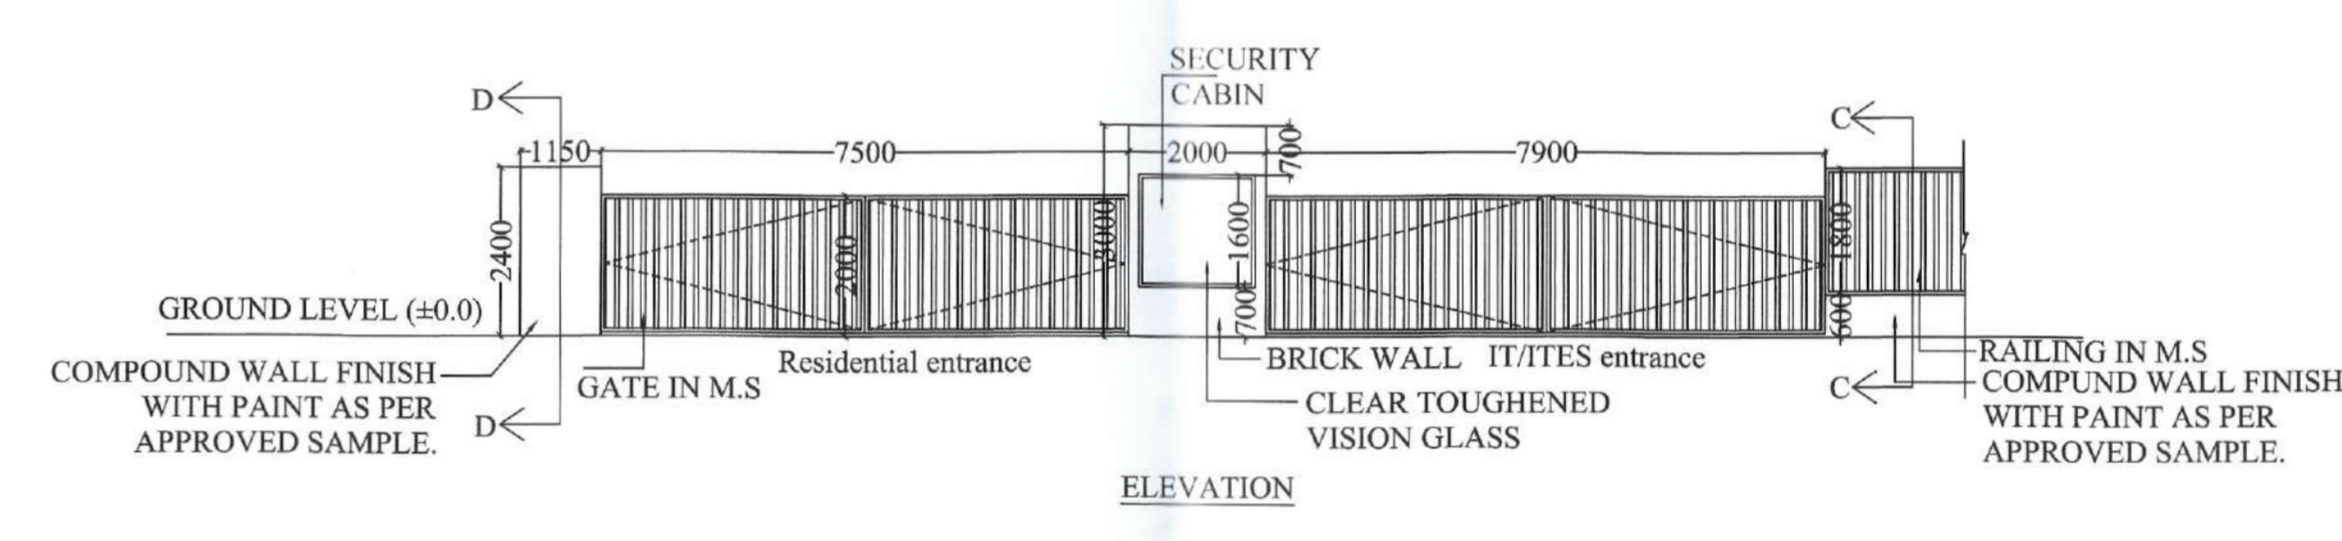 SECURITY
CABIN
D
C
1150
7500
2000
700
7900
2400
2000
3000
1600
700
1800
600
GROUND LEVEL (±0.0)
COMPOUND WALL FINISH
WITH PAINT AS PER
APPROVED SAMPLE.
D
GATE IN M.S
Residential entrance
BRICK WALL
IT/ITES entrance
CLEAR TOUGHENED
VISION GLASS
C
RAILING IN M.S
COMPUND WALL FINISH
WITH PAINT AS PER
APPROVED SAMPLE.
ELEVATION